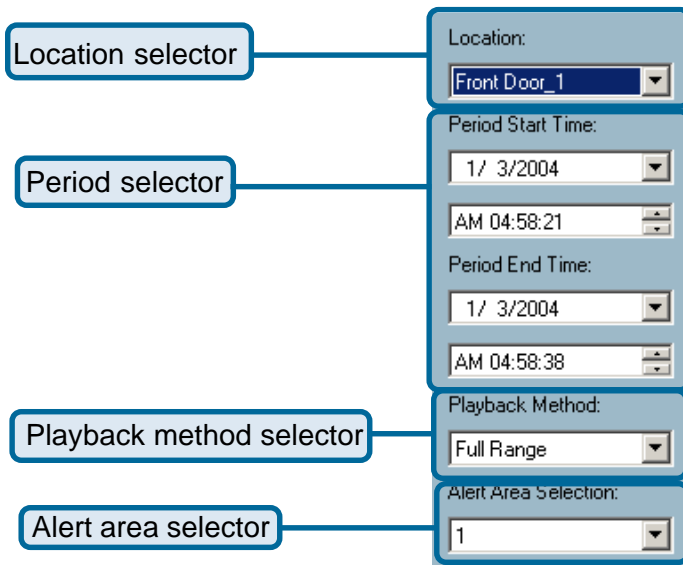 Location selector
Location:
Front Door_1
Period selector
Period Start Time:
1/ 3/2004
AM 04:58:21
Period End Time:
1/ 3/2004
AM 04:58:38
Playback method selector
Playback Method:
Full Range
Alert area selector
Alert Area Selection:
1